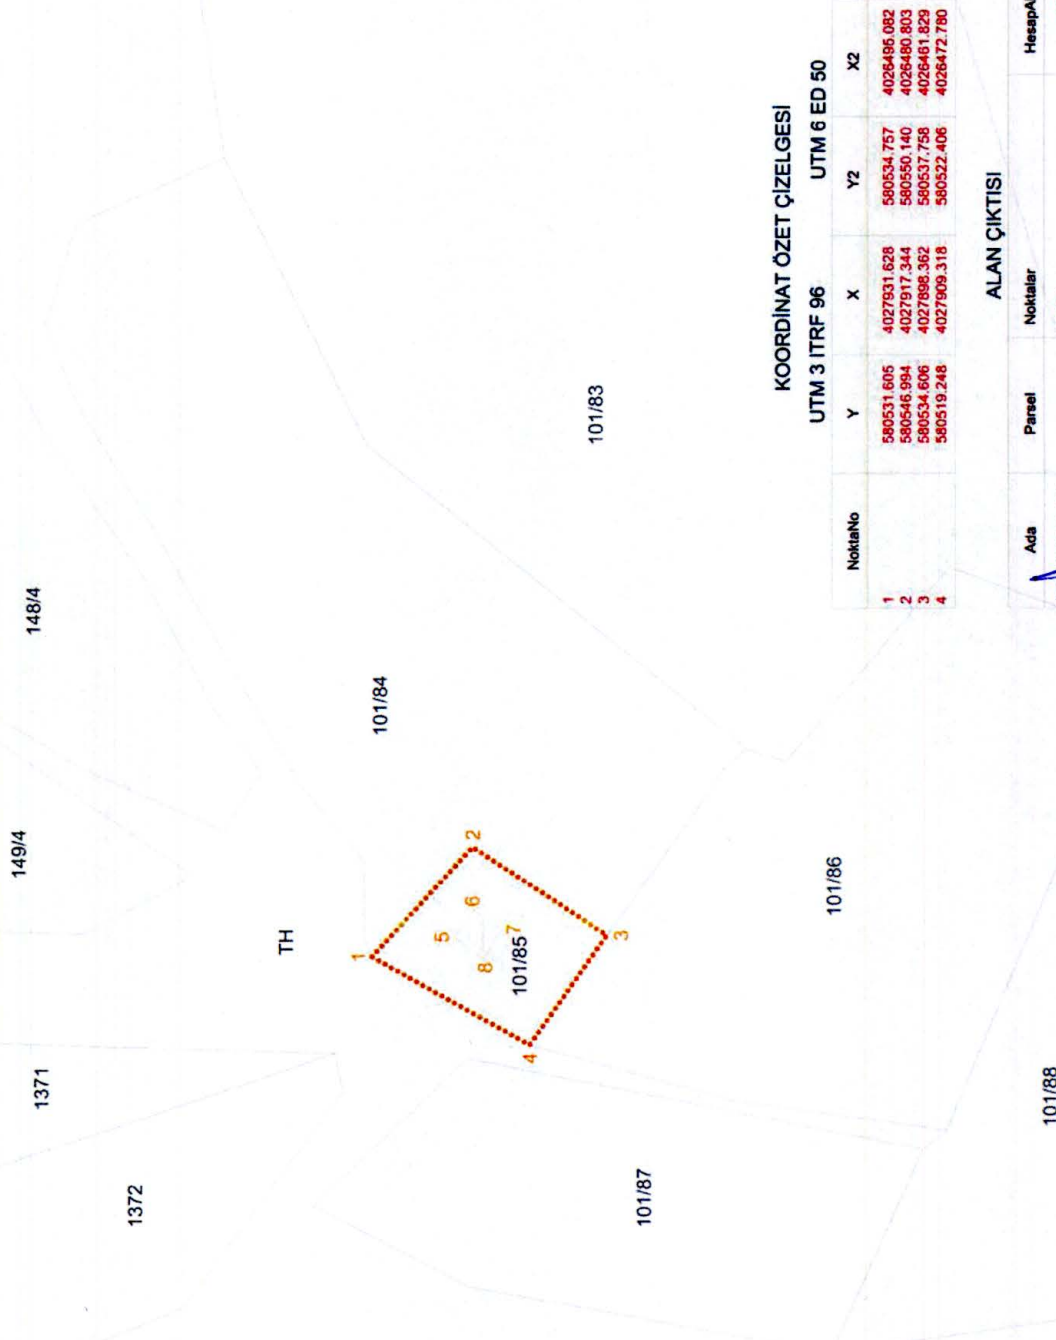 1372
1371
149/4
148/4
TH
101/84
101/83
1
2
5
6
7
8
101/85
4
3
101/87
101/86
101/88
KOORDİNAT ÖZET ÇİZELGESİ
UTM 3 ITRF 96 UTM 6 ED 50
NoktaNo Y X Y2 X2
1 580531.605 4027931.628 580534.757 4026495.082
2 580546.994 4027917.344 580550.140 4026480.803
3 580534.606 4027898.362 580537.758 4026461.829
4 580519.248 4027909.318 580522.406 4026472.780
ALAN ÇIKTISI
Ada Parsel Noktalar